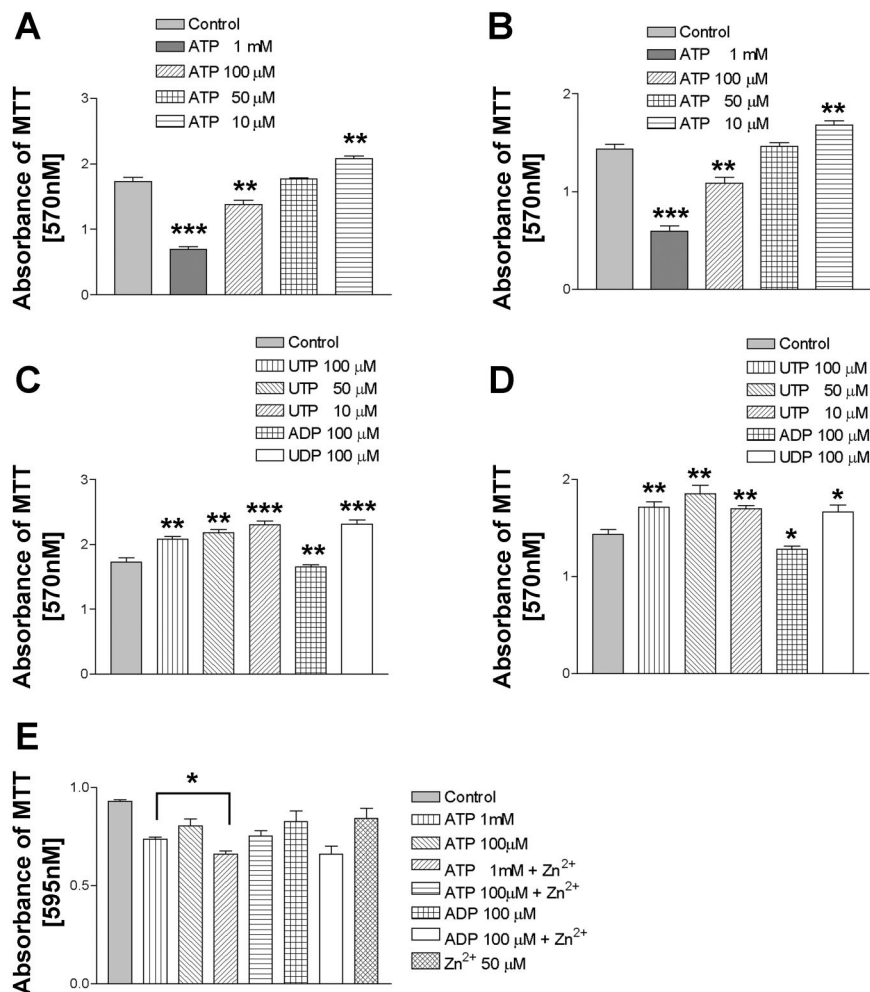 A
Control
ATP 1 mM
ATP 100 μM
ATP 50 μM
ATP 10 μM
Absorbance of MTT
[570nM]
3
2
1
0
***
**
**
B
Control
ATP 1 mM
ATP 100 μM
ATP 50 μM
ATP 10 μM
Absorbance of MTT
[570nM]
2
1
0
***
**
**
C
Control
UTP 100 μM
UTP 50 μM
UTP 10 μM
ADP 100 μM
UDP 100 μM
Absorbance of MTT
[570nM]
3
2
1
0
**
**
***
**
***
D
Control
UTP 100 μM
UTP 50 μM
UTP 10 μM
ADP 100 μM
UDP 100 μM
Absorbance of MTT
[570nM]
2
1
0
**
**
**
*
*
E
Absorbance of MTT
[595nM]
1.0
0.5
0.0
*
Control
ATP 1mM
ATP 100μM
ATP 1mM + Zn²⁺
ATP 100μM + Zn²⁺
ADP 100 μM
ADP 100 μM + Zn²⁺
Zn²⁺ 50 μM